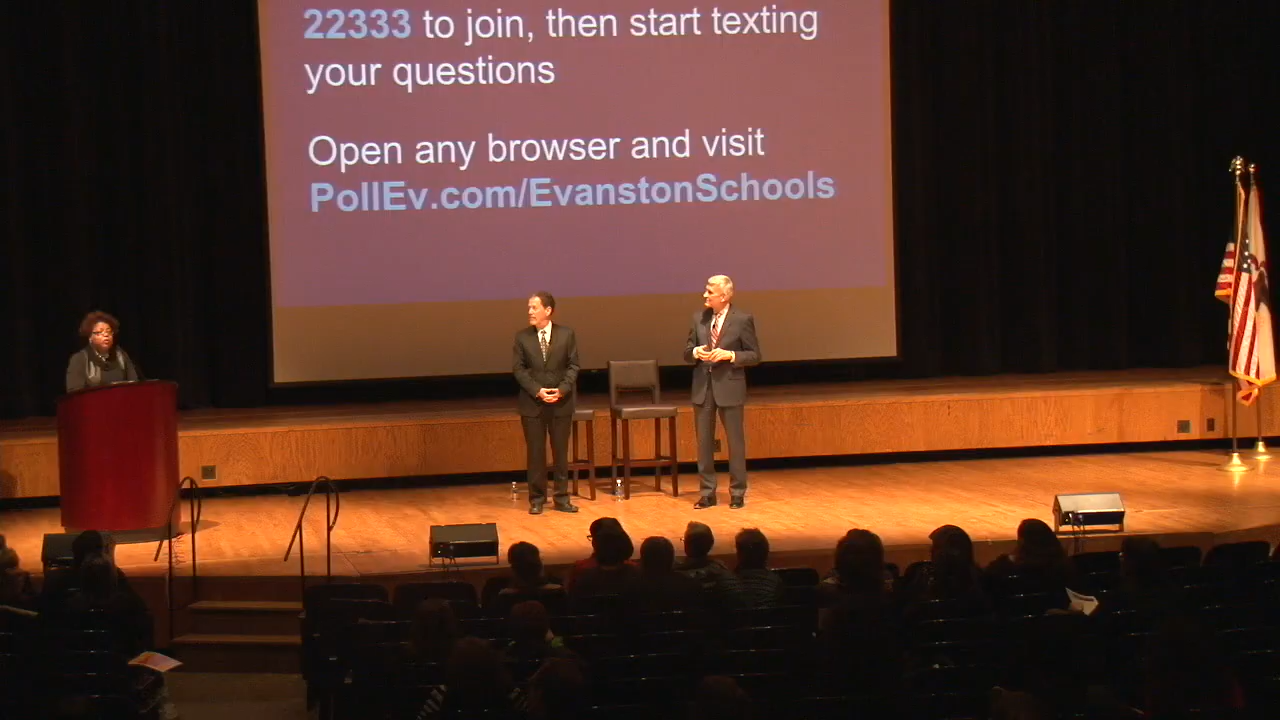 22333 to join, then start texting
your questions
Open any browser and visit
PollEv.com/EvanstonSchools